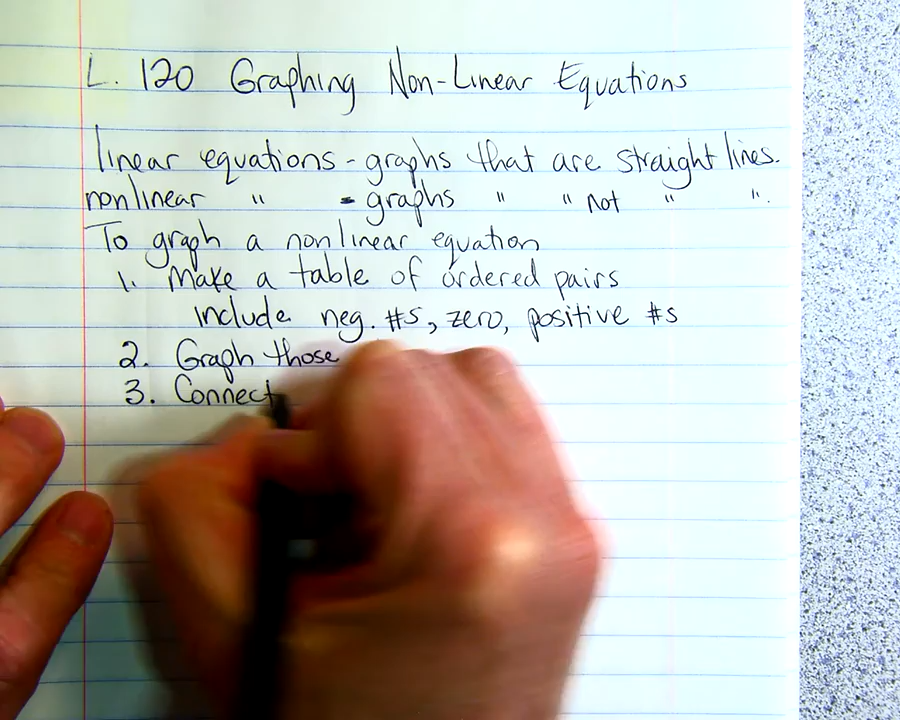 L. 120 Graphing Non-Linear Equations
linear equations - graphs that are straight lines.
nonlinear " - graphs " " not " ".
To graph a nonlinear equation
1. Make a table of ordered pairs
include neg. #s, zero, positive #s
2. Graph those
3. Connect